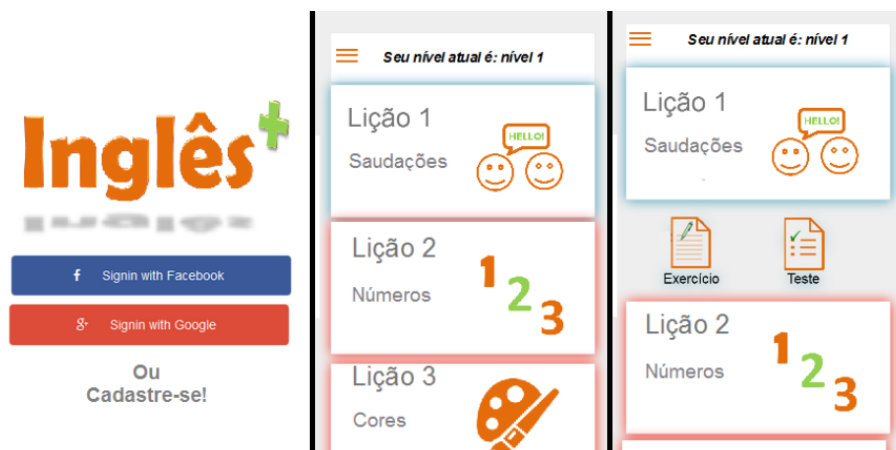 Inglês+
f Signin with Facebook
g+ Signin with Google
Ou
Cadastre-se!
Seu nível atual é: nível 1
Lição 1
HELLO!
Saudações
Lição 2
Números
1
2
3
Lição 3
Cores
Seu nível atual é: nível 1
Lição 1
HELLO!
Saudações
Exercício
Teste
Lição 2
Números
1
2
3